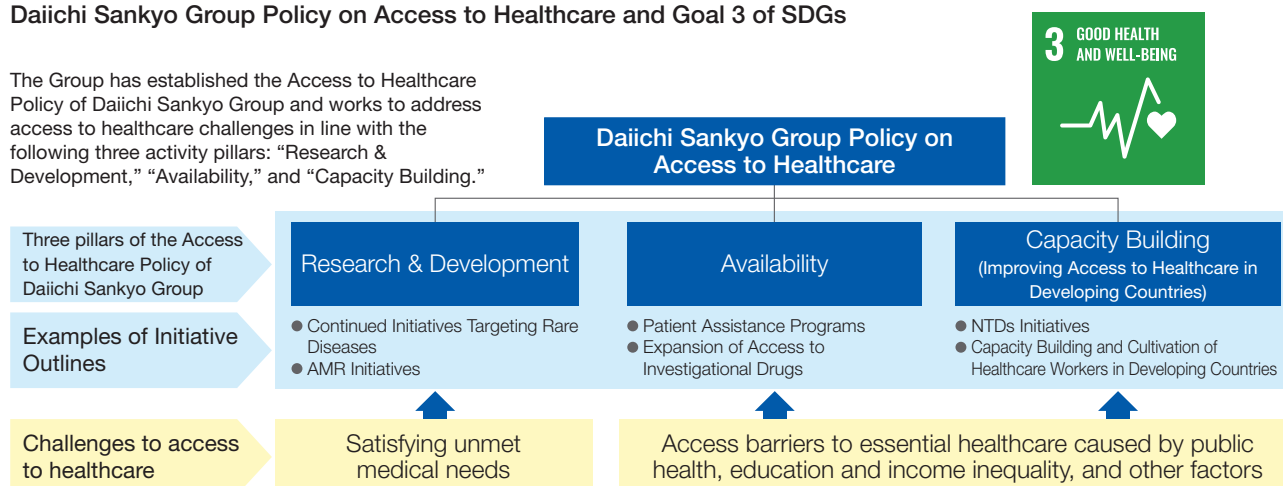 Daiichi Sankyo Group Policy on Access to Healthcare and Goal 3 of SDGs
3 GOOD HEALTH
AND WELL-BEING
The Group has established the Access to Healthcare
Policy of Daiichi Sankyo Group and works to address
access to healthcare challenges in line with the
following three activity pillars: “Research &
Development,” “Availability,” and “Capacity Building.”
Daiichi Sankyo Group Policy on
Access to Healthcare
Three pillars of the Access
to Healthcare Policy of
Daiichi Sankyo Group
Research & Development
Availability
Capacity Building
(Improving Access to Healthcare in
Developing Countries)
Examples of Initiative
Outlines
● Continued Initiatives Targeting Rare
Diseases
● AMR Initiatives
● Patient Assistance Programs
● Expansion of Access to
Investigational Drugs
● NTDs Initiatives
● Capacity Building and Cultivation of
Healthcare Workers in Developing Countries
Challenges to access
to healthcare
Satisfying unmet
medical needs
Access barriers to essential healthcare caused by public
health, education and income inequality, and other factors